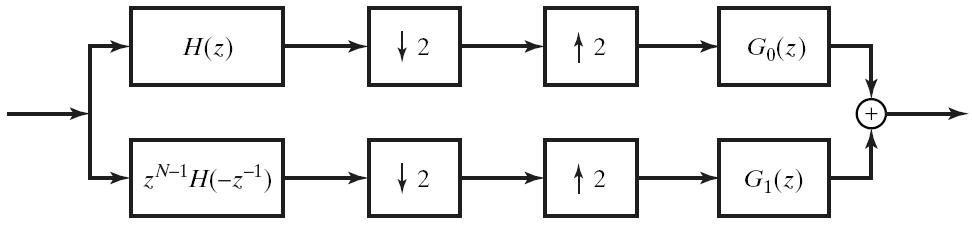 H(z)
↓ 2
↑ 2
G₀(z)
+
z^{N–1}H(–z^{–1})
↓ 2
↑ 2
G₁(z)